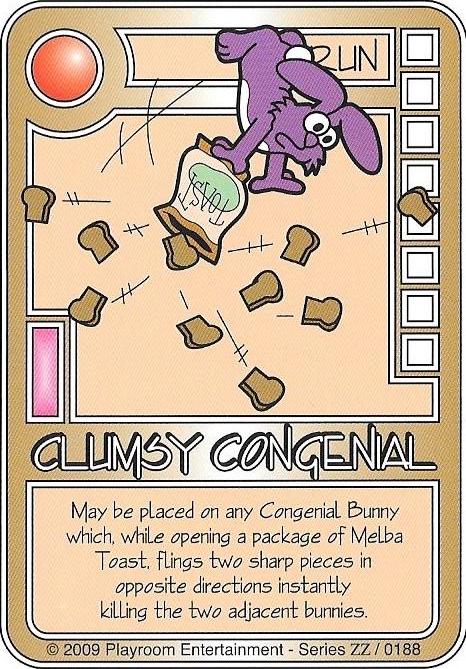 RUN
TOAST
CLUMSY CONGENIAL
May be placed on any Congenial Bunny
which, while opening a package of Melba
Toast, flings two sharp pieces in
opposite directions instantly
killing the two adjacent bunnies.
© 2009 Playroom Entertainment - Series ZZ / 0188